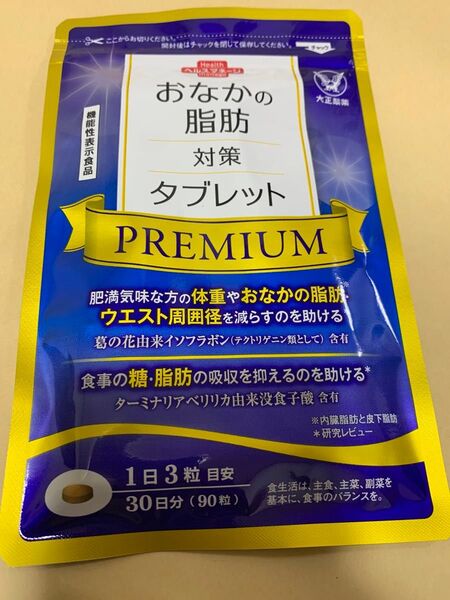 ここからお切りください。
開封後はチャックを閉じて保存してください。
チャック
Health
ヘルスマネージ
manage
大正製薬
機能性表示食品
おなかの
脂肪
対策
タブレット
PREMIUM
肥満気味な方の体重やおなかの脂肪※・
ウエスト周囲径を減らすのを助ける*
葛の花由来イソフラボン(テクトリゲニン類として)含有
食事の糖・脂肪の吸収を抑えるのを助ける*
ターミナリアベリリカ由来没食子酸 含有
※内臓脂肪と皮下脂肪
*研究レビュー
1日3粒 目安
30日分(90粒)
食生活は、主食、主菜、副菜を
基本に、食事のバランスを。